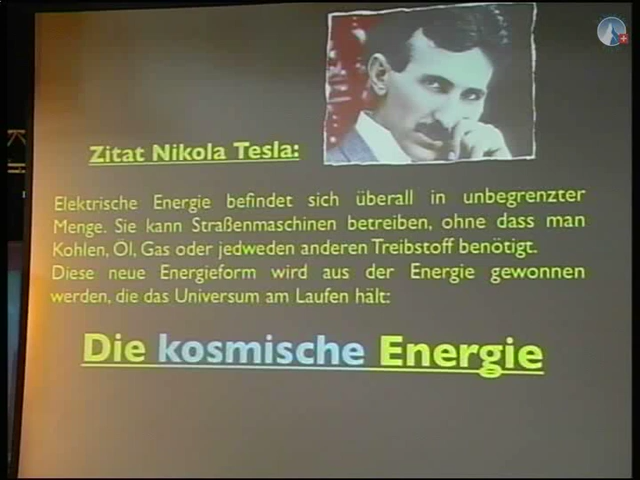 Zitat Nikola Tesla:
Elektrische Energie befindet sich überall in unbegrenzter
Menge. Sie kann Straßenmaschinen betreiben, ohne dass man
Kohlen, Öl, Gas oder jedweden anderen Treibstoff benötigt.
Diese neue Energieform wird aus der Energie gewonnen
werden, die das Universum am Laufen hält:
Die kosmische Energie